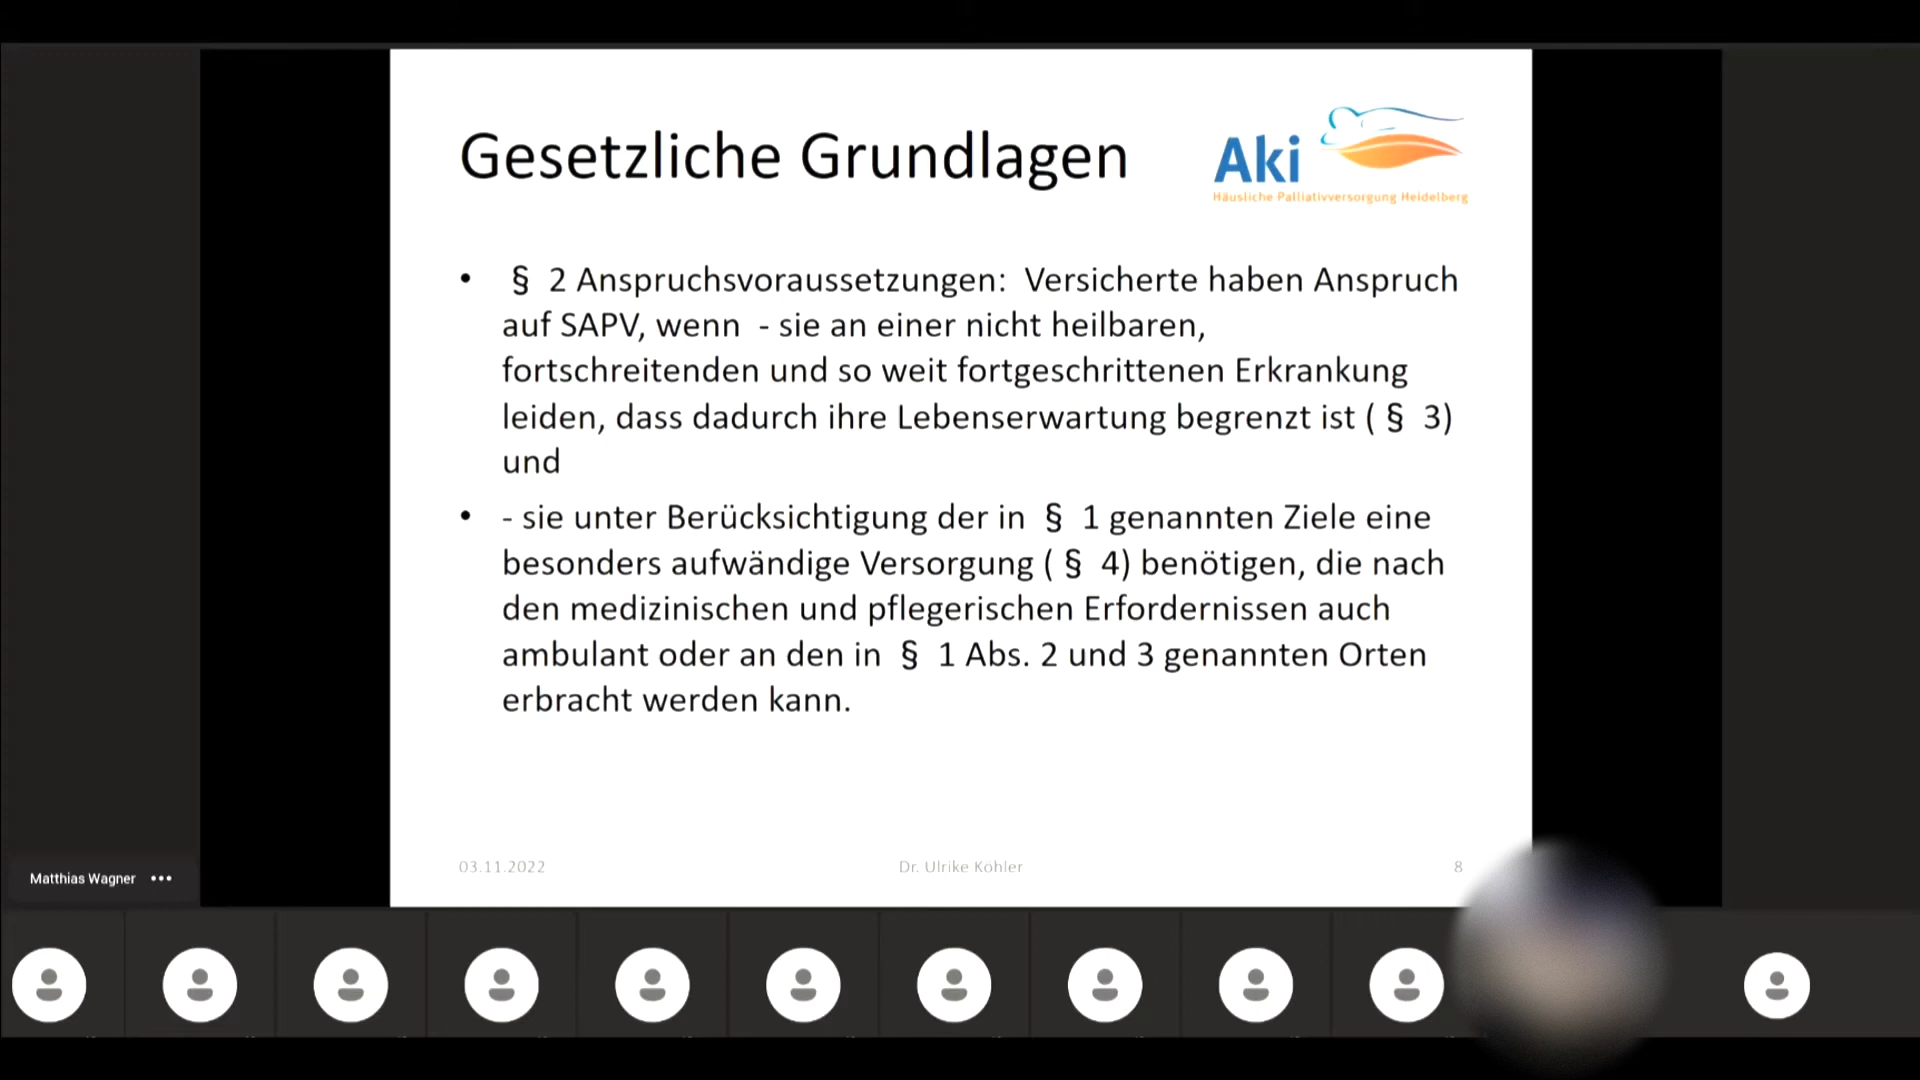 Gesetzliche Grundlagen
Aki
Häusliche Palliativversorgung Heidelberg
• § 2 Anspruchsvoraussetzungen: Versicherte haben Anspruch
auf SAPV, wenn - sie an einer nicht heilbaren,
fortschreitenden und so weit fortgeschrittenen Erkrankung
leiden, dass dadurch ihre Lebenserwartung begrenzt ist ( § 3)
und
• - sie unter Berücksichtigung der in § 1 genannten Ziele eine
besonders aufwändige Versorgung ( § 4) benötigen, die nach
den medizinischen und pflegerischen Erfordernissen auch
ambulant oder an den in § 1 Abs. 2 und 3 genannten Orten
erbracht werden kann.
03.11.2022
Dr. Ulrike Köhler
8
Matthias Wagner •••